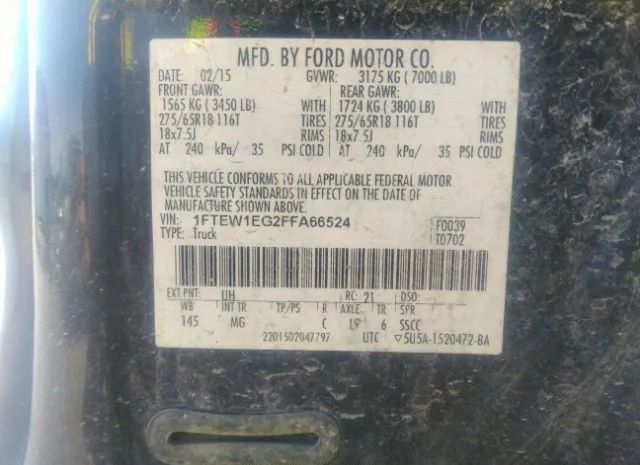 MFD. BY FORD MOTOR CO.
DATE: 02/15 GVWR: 3175 KG ( 7000 LB)
FRONT GAWR: REAR GAWR:
1565 KG ( 3450 LB) WITH 1724 KG ( 3800 LB) WITH
275/65R18 116T TIRES 275/65R18 116T TIRES
18x7.5J RIMS 18x7.5J RIMS
AT 240 kPa/ 35 PSI COLD AT 240 kPa/ 35 PSI COLD
THIS VEHICLE CONFORMS TO ALL APPLICABLE FEDERAL MOTOR
VEHICLE SAFETY STANDARDS IN EFFECT ON THE DATE OF
MANUFACTURE SHOWN ABOVE.
VIN: 1FTEW1EG2FFA66524 F0039
TYPE: Truck T0702
EXT PNT: UH RC: 21 DSO:
WB INT TR TP/PS R AXLE TR SPR
145 MG C L9 6 SSCC
2201502047797 UTC ▽5U5A-1520472-BA